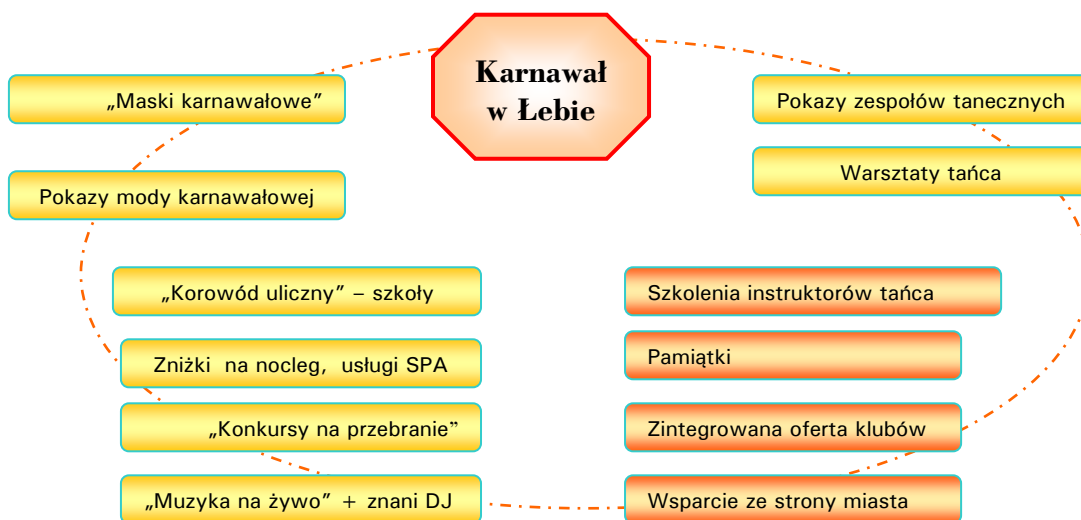 Karnawał
w Łebie
„Maski karnawałowe”
Pokazy mody karnawałowej
„Korowód uliczny” – szkoły
Zniżki na nocleg, usługi SPA
„Konkursy na przebranie”
„Muzyka na żywo” + znani DJ
Pokazy zespołów tanecznych
Warsztaty tańca
Szkolenia instruktorów tańca
Pamiątki
Zintegrowana oferta klubów
Wsparcie ze strony miasta